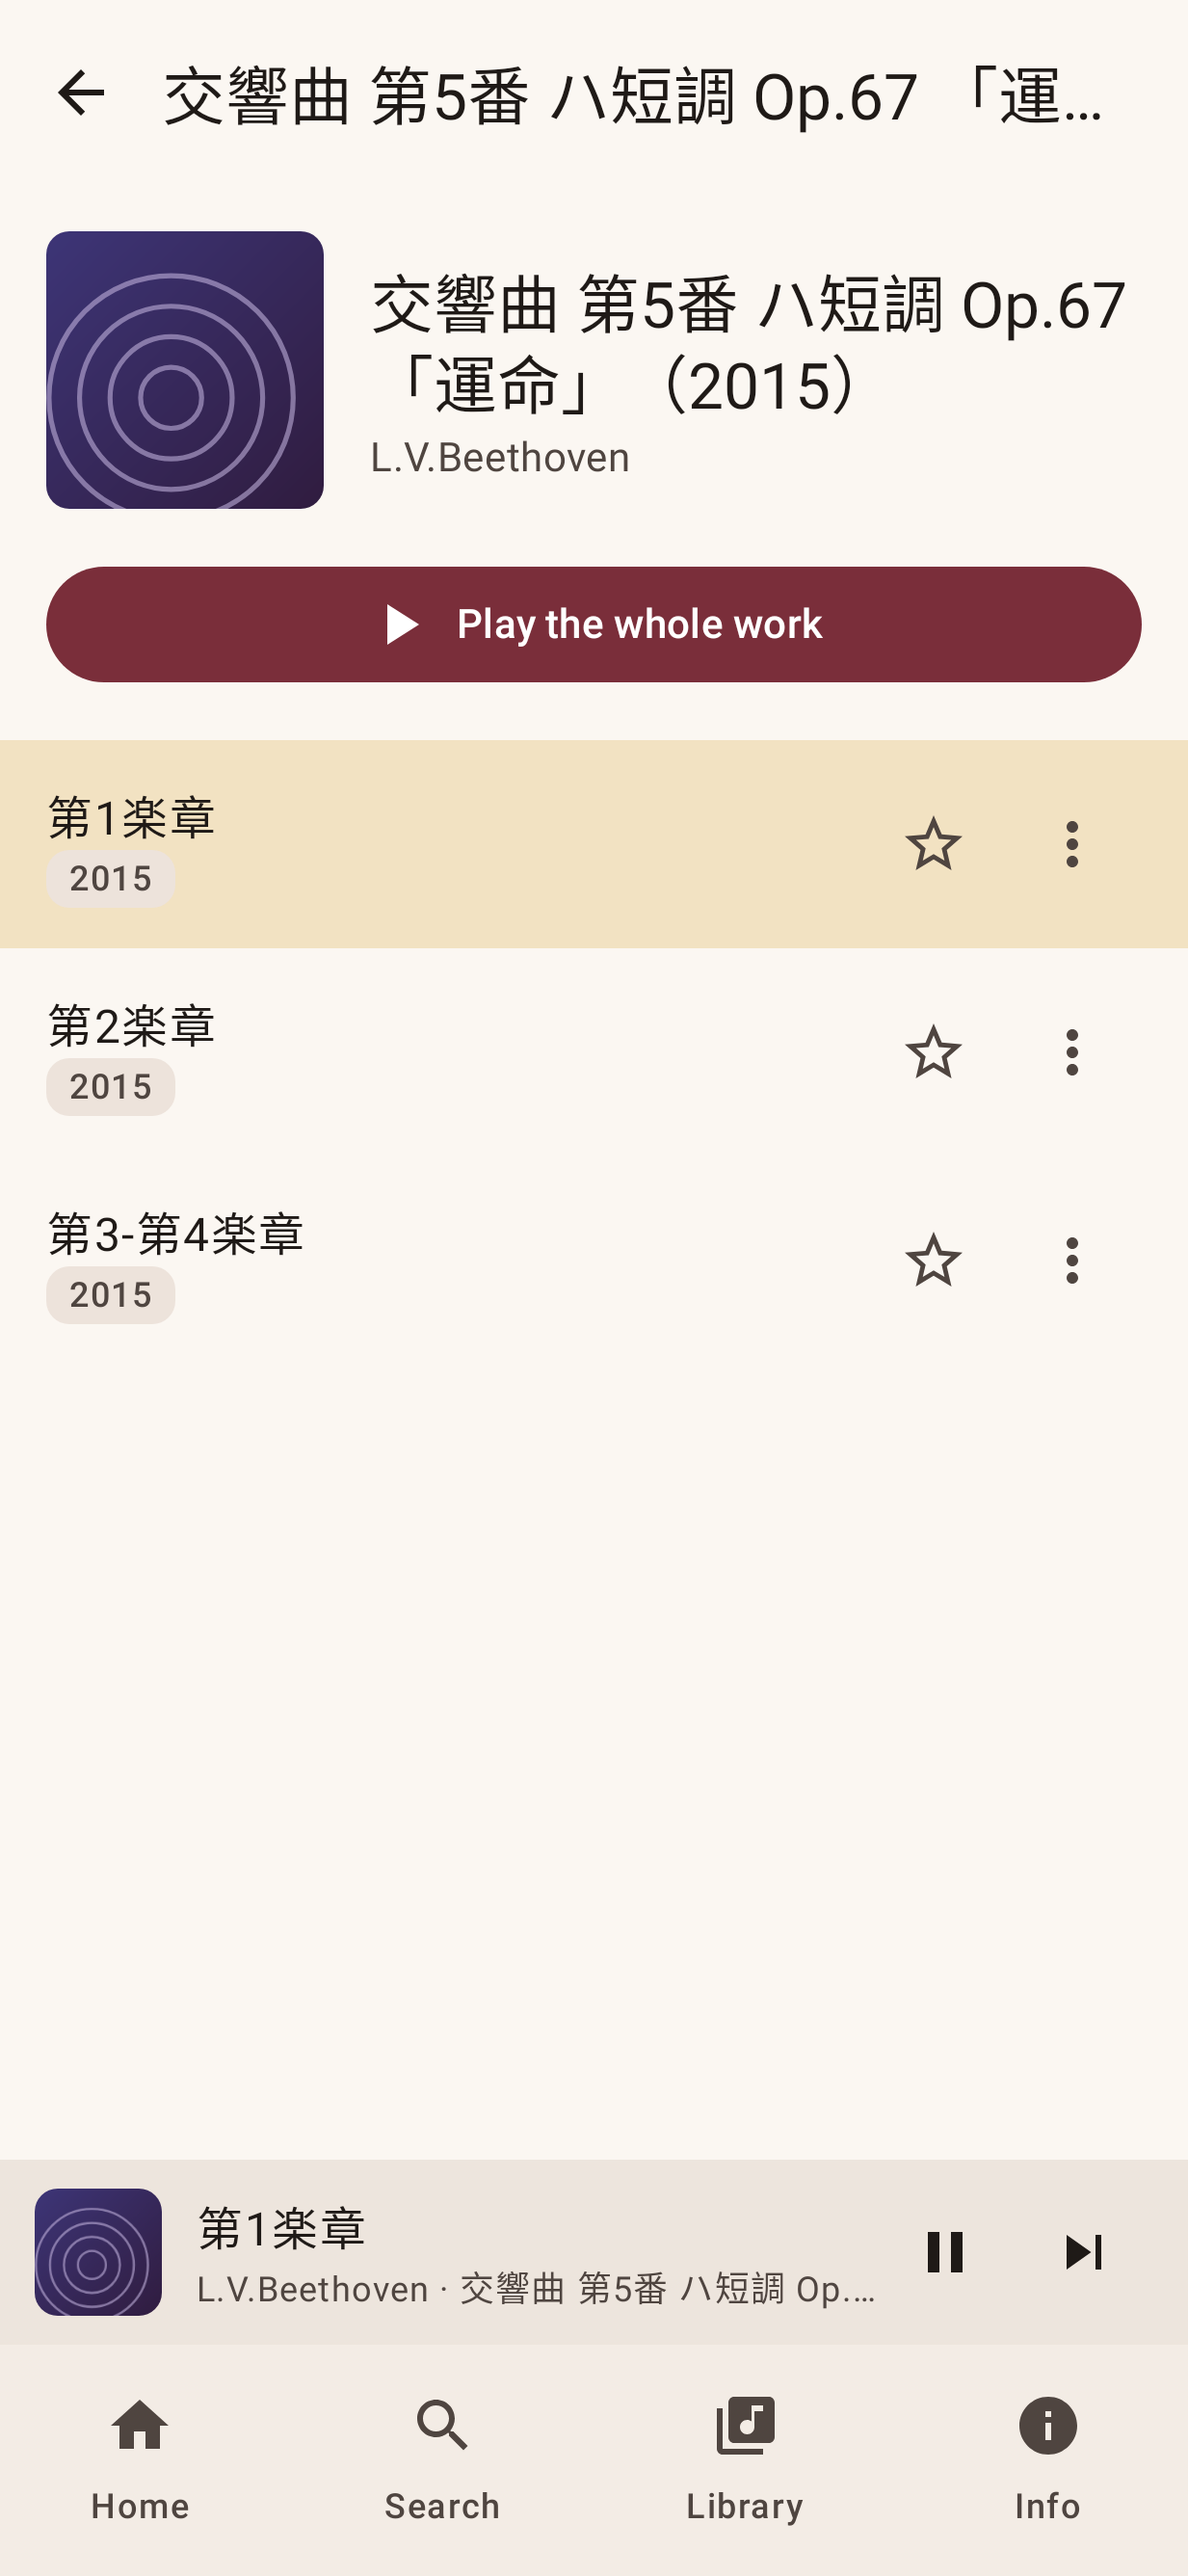 交響曲 第5番 ハ短調 Op.67 「運…
交響曲 第5番 ハ短調 Op.67
「運命」（2015）
L.V.Beethoven
Play the whole work
第1楽章
2015
第2楽章
2015
第3-第4楽章
2015
第1楽章
L.V.Beethoven · 交響曲 第5番 ハ短調 Op.…
Home
Search
Library
Info